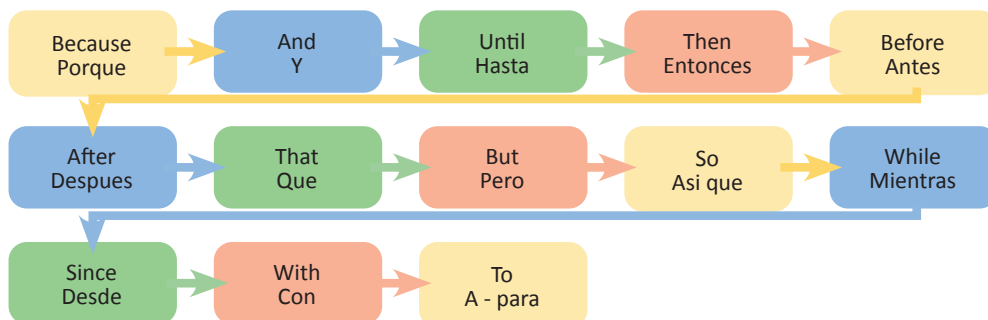 Because
Porque
And
Y
Until
Hasta
Then
Entonces
Before
Antes
After
Despues
That
Que
But
Pero
So
Asi que
While
Mientras
Since
Desde
With
Con
To
A - para